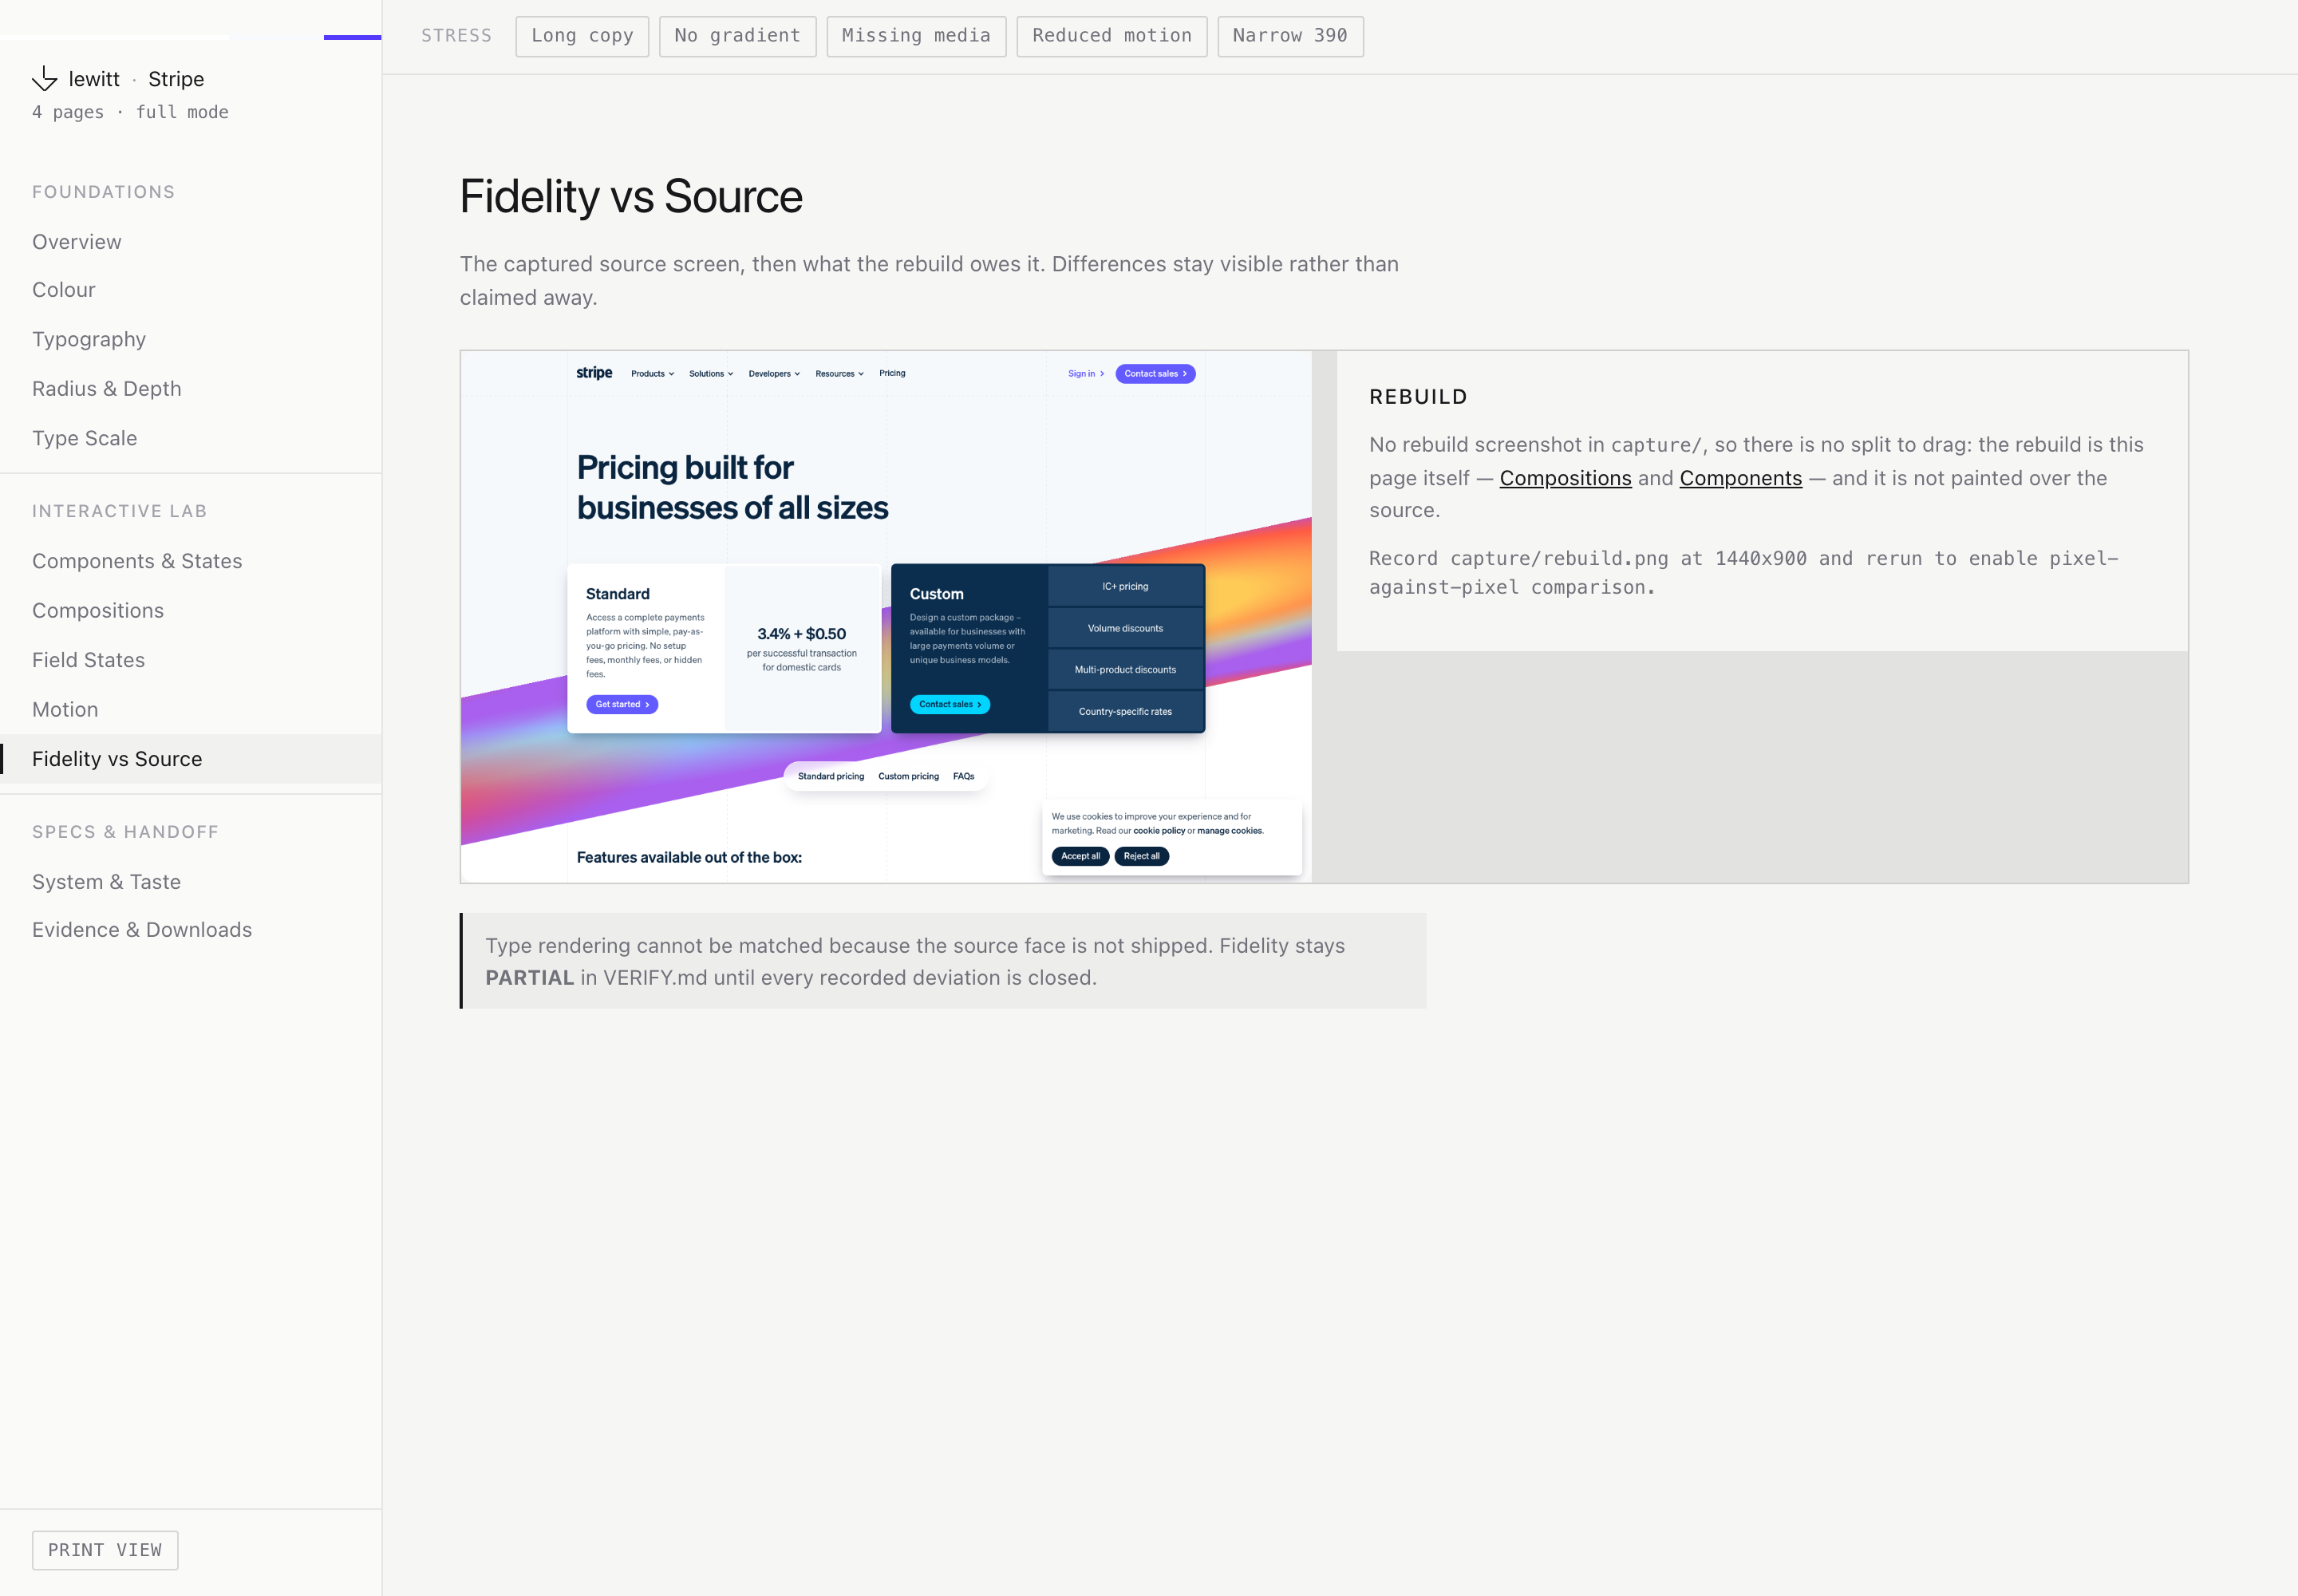 lewitt · Stripe
4 pages · full mode
FOUNDATIONS
Overview
Colour
Typography
Radius & Depth
Type Scale
INTERACTIVE LAB
Components & States
Compositions
Field States
Motion
Fidelity vs Source
SPECS & HANDOFF
System & Taste
Evidence & Downloads
PRINT VIEW
STRESS
Long copy
No gradient
Missing media
Reduced motion
Narrow 390
Fidelity vs Source
The captured source screen, then what the rebuild owes it. Differences stay visible rather than
claimed away.
stripe
Products
Solutions
Developers
Resources
Pricing
Sign in
Contact sales
Pricing built for
businesses of all sizes
Standard
Access a complete payments
platform with simple, pay-as-
you-go pricing. No setup
fees, monthly fees, or hidden
fees.
Get started
3.4% + $0.50
per successful transaction
for domestic cards
Custom
Design a custom package –
available for businesses with
large payments volume or
unique business models.
Contact sales
IC+ pricing
Volume discounts
Multi-product discounts
Country-specific rates
Standard pricing
Custom pricing
FAQs
We use cookies to improve your experience and for
marketing. Read our cookie policy or manage cookies.
Accept all
Reject all
Features available out of the box:
REBUILD
No rebuild screenshot in capture/, so there is no split to drag: the rebuild is this
page itself — Compositions and Components — and it is not painted over the
source.
Record capture/rebuild.png at 1440x900 and rerun to enable pixel-
against-pixel comparison.
Type rendering cannot be matched because the source face is not shipped. Fidelity stays
PARTIAL in VERIFY.md until every recorded deviation is closed.